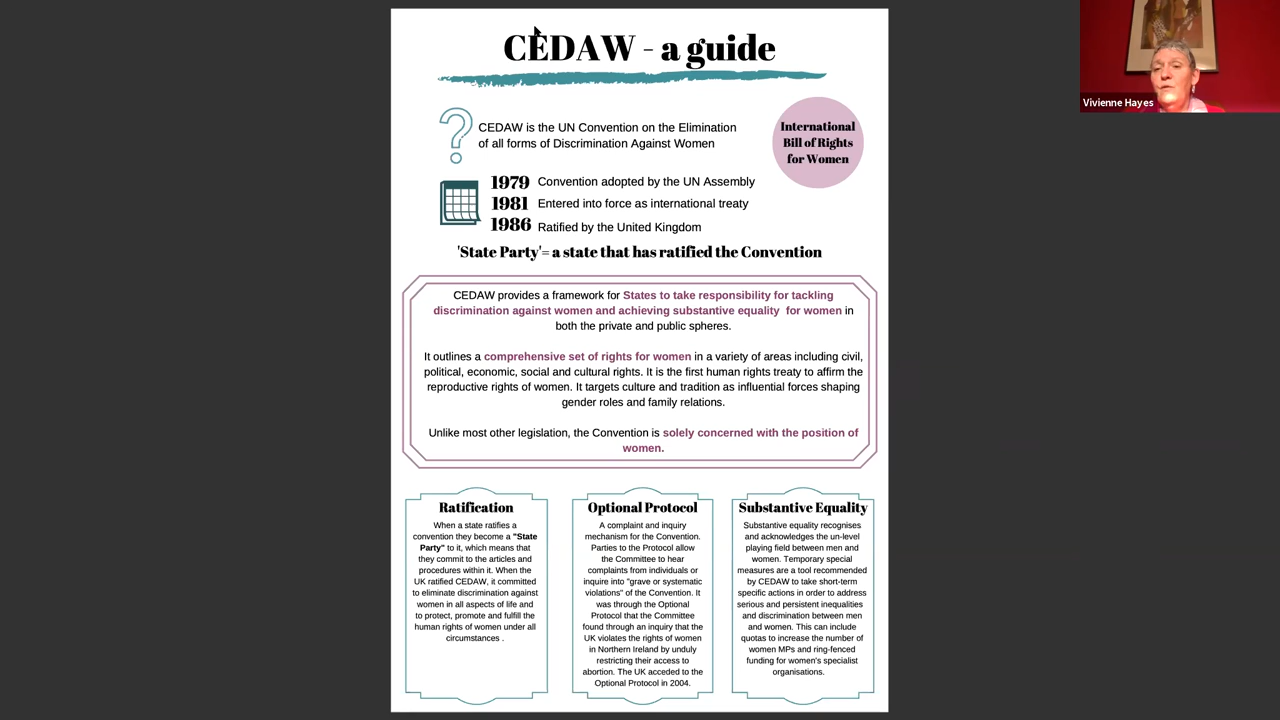 CEDAW - a guide
CEDAW is the UN Convention on the Elimination
of all forms of Discrimination Against Women
International
Bill of Rights
for Women
1979 Convention adopted by the UN Assembly
1981 Entered into force as international treaty
1986 Ratified by the United Kingdom
'State Party'= a state that has ratified the Convention
CEDAW provides a framework for States to take responsibility for tackling
discrimination against women and achieving substantive equality for women in
both the private and public spheres.
It outlines a comprehensive set of rights for women in a variety of areas including civil,
political, economic, social and cultural rights. It is the first human rights treaty to affirm the
reproductive rights of women. It targets culture and tradition as influential forces shaping
gender roles and family relations.
Unlike most other legislation, the Convention is solely concerned with the position of
women.
Ratification
When a state ratifies a
convention they become a "State
Party" to it, which means that
they commit to the articles and
procedures within it. When the
UK ratified CEDAW, it committed
to eliminate discrimination against
women in all aspects of life and
to protect, promote and fulfill the
human rights of women under all
circumstances .
Optional Protocol
A complaint and inquiry
mechanism for the Convention.
Parties to the Protocol allow
the Committee to hear
complaints from individuals or
inquire into "grave or systematic
violations" of the Convention. It
was through the Optional
Protocol that the Committee
found through an inquiry that the
UK violates the rights of women
in Northern Ireland by unduly
restricting their access to
abortion. The UK acceded to the
Optional Protocol in 2004.
Substantive Equality
Substantive equality recognises
and acknowledges the un-level
playing field between men and
women. Temporary special
measures are a tool recommended
by CEDAW to take short-term
specific actions in order to address
serious and persistent inequalities
and discrimination between men
and women. This can include
quotas to increase the number of
women MPs and ring-fenced
funding for women's specialist
organisations.
Vivienne Hayes